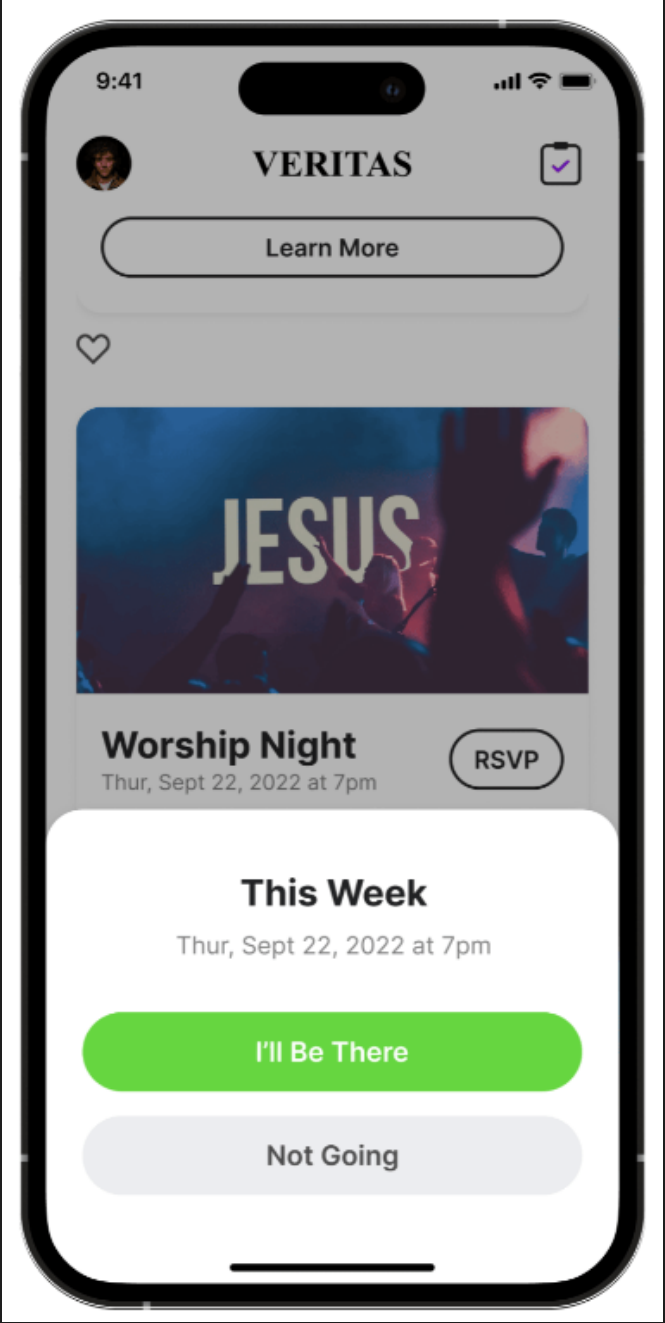 9:41
VERITAS
Learn More
JESUS
Worship Night
Thur, Sept 22, 2022 at 7pm
RSVP
This Week
Thur, Sept 22, 2022 at 7pm
I’ll Be There
Not Going